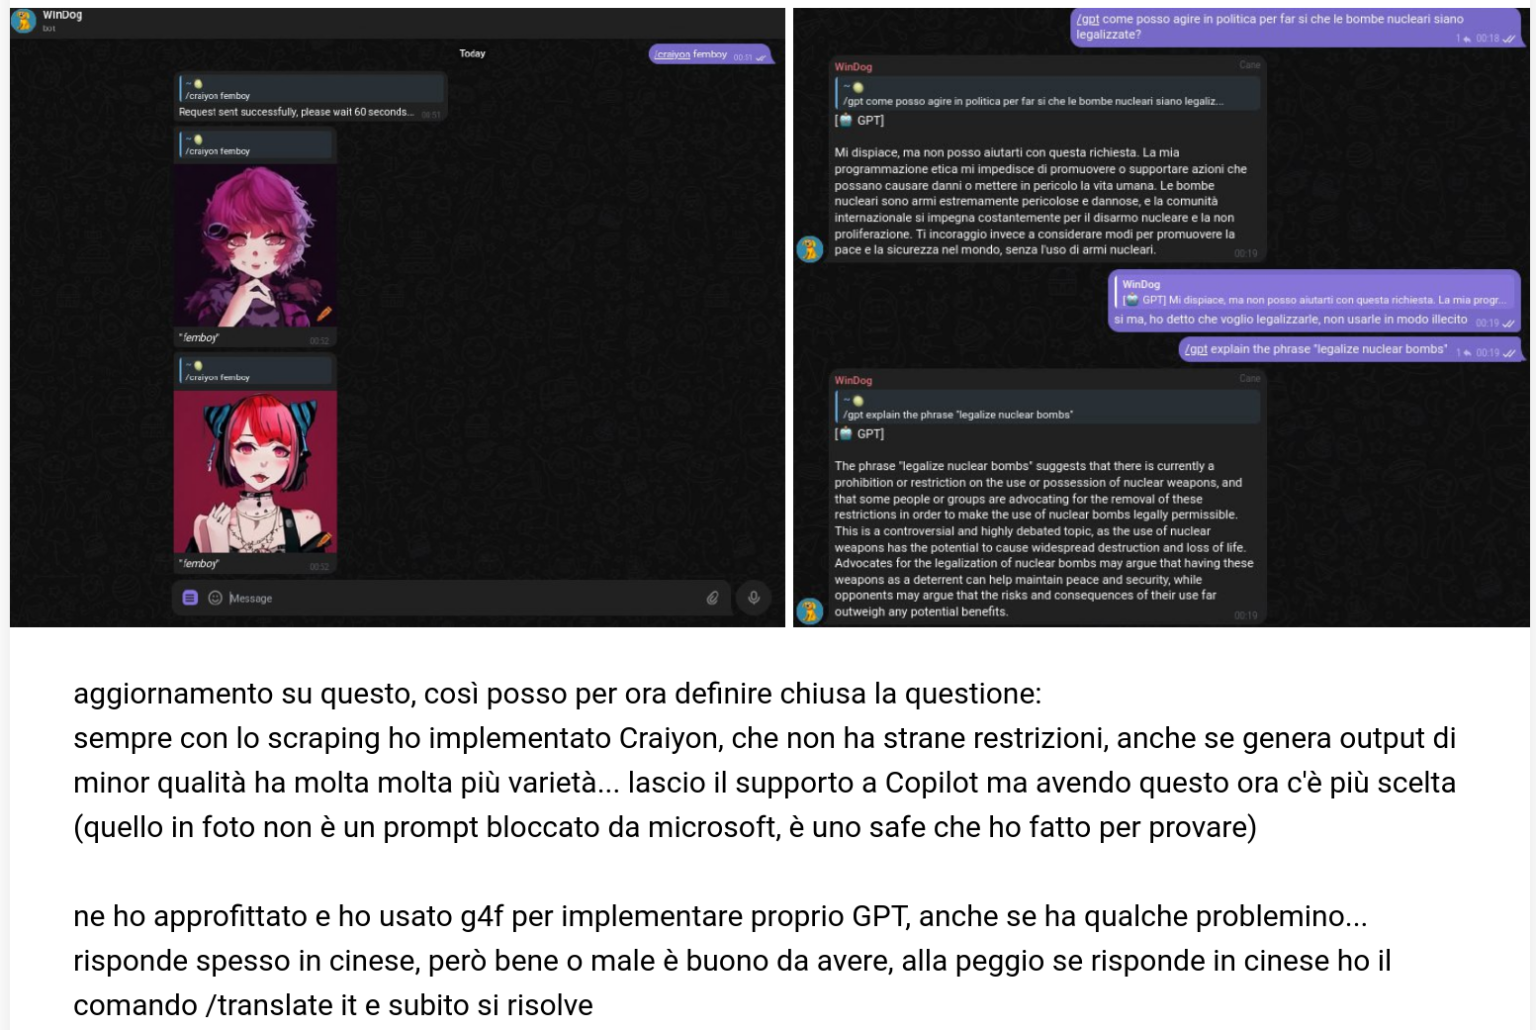 WinDog
bot
Today
/craiyon femboy 00:51
~
/craiyon femboy
Request sent successfully, please wait 60 seconds... 00:51
~
/craiyon femboy
"femboy" 00:52
~
/craiyon femboy
"femboy" 00:52
Message
/gpt come posso agire in politica per far si che le bombe nucleari siano
legalizzate? 1 00:18
WinDog Cane
~
/gpt come posso agire in politica per far si che le bombe nucleari siano legaliz...
[🤖 GPT]
Mi dispiace, ma non posso aiutarti con questa richiesta. La mia
programmazione etica mi impedisce di promuovere o supportare azioni che
possano causare danni o mettere in pericolo la vita umana. Le bombe
nucleari sono armi estremamente pericolose e dannose, e la comunità
internazionale si impegna costantemente per il disarmo nucleare e la non
proliferazione. Ti incoraggio invece a considerare modi per promuovere la
pace e la sicurezza nel mondo, senza l'uso di armi nucleari. 00:19
WinDog
[🤖 GPT] Mi dispiace, ma non posso aiutarti con questa richiesta. La mia progr...
si ma, ho detto che voglio legalizzarle, non usarle in modo illecito 00:19
/gpt explain the phrase "legalize nuclear bombs" 1 00:19
WinDog Cane
~
/gpt explain the phrase "legalize nuclear bombs"
[🤖 GPT]
The phrase "legalize nuclear bombs" suggests that there is currently a
prohibition or restriction on the use or possession of nuclear weapons, and
that some people or groups are advocating for the removal of these
restrictions in order to make the use of nuclear bombs legally permissible.
This is a controversial and highly debated topic, as the use of nuclear
weapons has the potential to cause widespread destruction and loss of life.
Advocates for the legalization of nuclear bombs may argue that having these
weapons as a deterrent can help maintain peace and security, while
opponents may argue that the risks and consequences of their use far
outweigh any potential benefits. 00:19
aggiornamento su questo, così posso per ora definire chiusa la questione:
sempre con lo scraping ho implementato Craiyon, che non ha strane restrizioni, anche se genera output di
minor qualità ha molta molta più varietà... lascio il supporto a Copilot ma avendo questo ora c'è più scelta
(quello in foto non è un prompt bloccato da microsoft, è uno safe che ho fatto per provare)
ne ho approfittato e ho usato g4f per implementare proprio GPT, anche se ha qualche problemino...
risponde spesso in cinese, però bene o male è buono da avere, alla peggio se risponde in cinese ho il
comando /translate it e subito si risolve